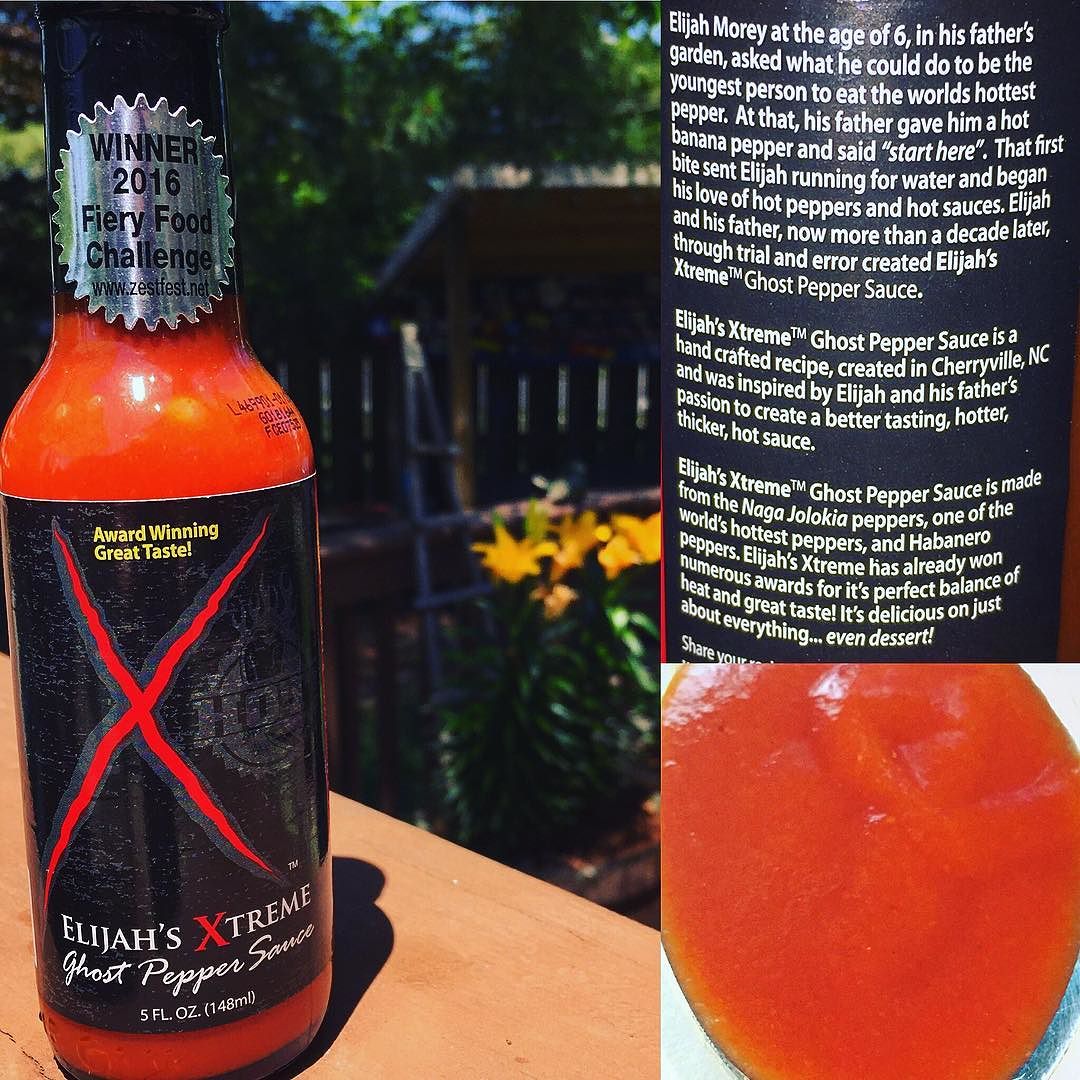 WINNER
2016
Fiery Food
Challenge
www.zestfest.net
Award Winning
Great Taste!
TM
ELIJAH'S XTREME
Ghost Pepper Sauce
5 FL. OZ. (148ml)
Elijah Morey at the age of 6, in his father's
garden, asked what he could do to be the
youngest person to eat the worlds hottest
pepper. At that, his father gave him a hot
banana pepper and said "start here". That first
bite sent Elijah running for water and began
his love of hot peppers and hot sauces. Elijah
and his father, now more than a decade later,
through trial and error created Elijah's
Xtreme™ Ghost Pepper Sauce.
Elijah's Xtreme™ Ghost Pepper Sauce is a
hand crafted recipe, created in Cherryville, NC
and was inspired by Elijah and his father's
passion to create a better tasting, hotter,
thicker, hot sauce.
Elijah's Xtreme™ Ghost Pepper Sauce is made
from the Naga Jolokia peppers, one of the
world's hottest peppers, and Habanero
peppers. Elijah's Xtreme has already won
numerous awards for it's perfect balance of
heat and great taste! It's delicious on just
about everything... even dessert!
Share your